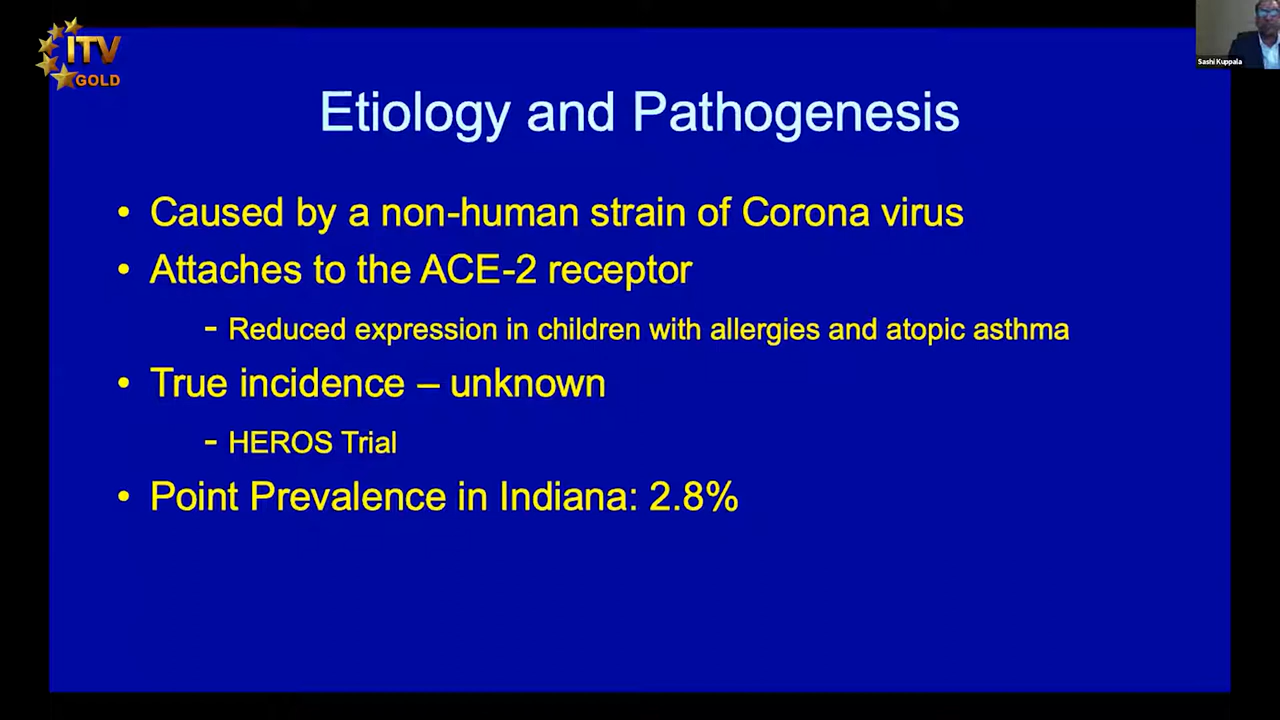 ITV
GOLD
Sashi Kuppala
Etiology and Pathogenesis
• Caused by a non-human strain of Corona virus
• Attaches to the ACE-2 receptor
- Reduced expression in children with allergies and atopic asthma
• True incidence – unknown
- HEROS Trial
• Point Prevalence in Indiana: 2.8%